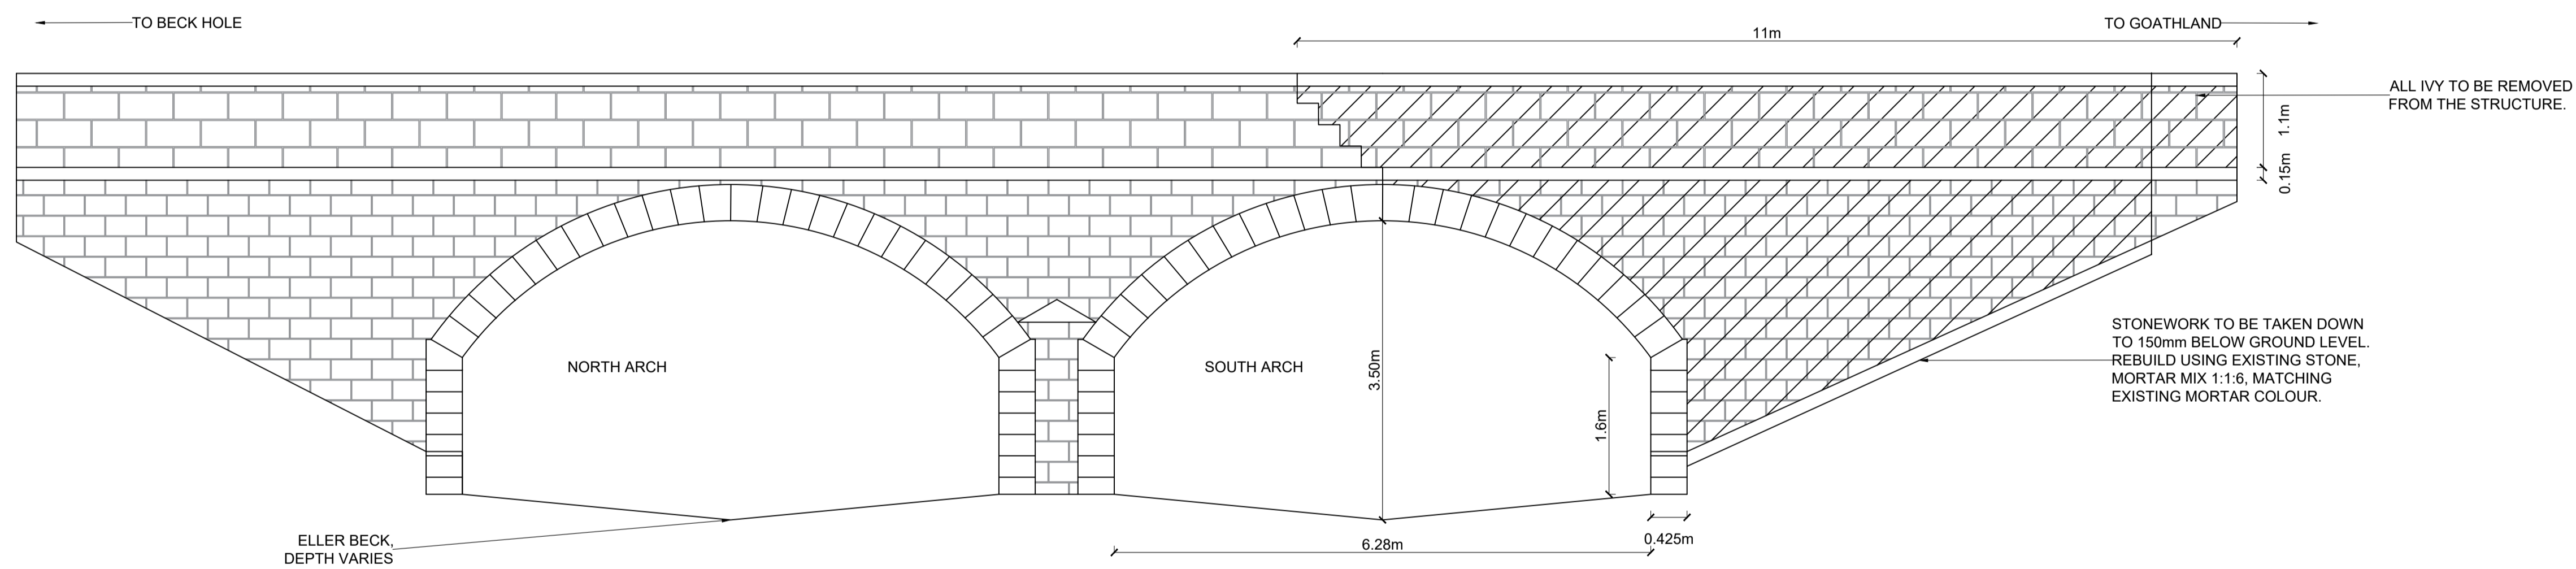 TO BECK HOLE
TO GOATHLAND
11m
ALL IVY TO BE REMOVED
FROM THE STRUCTURE.
1.1m
0.15m
STONEWORK TO BE TAKEN DOWN
TO 150mm BELOW GROUND LEVEL.
REBUILD USING EXISTING STONE,
MORTAR MIX 1:1:6, MATCHING
EXISTING MORTAR COLOUR.
NORTH ARCH
SOUTH ARCH
3.50m
1.6m
ELLER BECK,
DEPTH VARIES
6.28m
0.425m